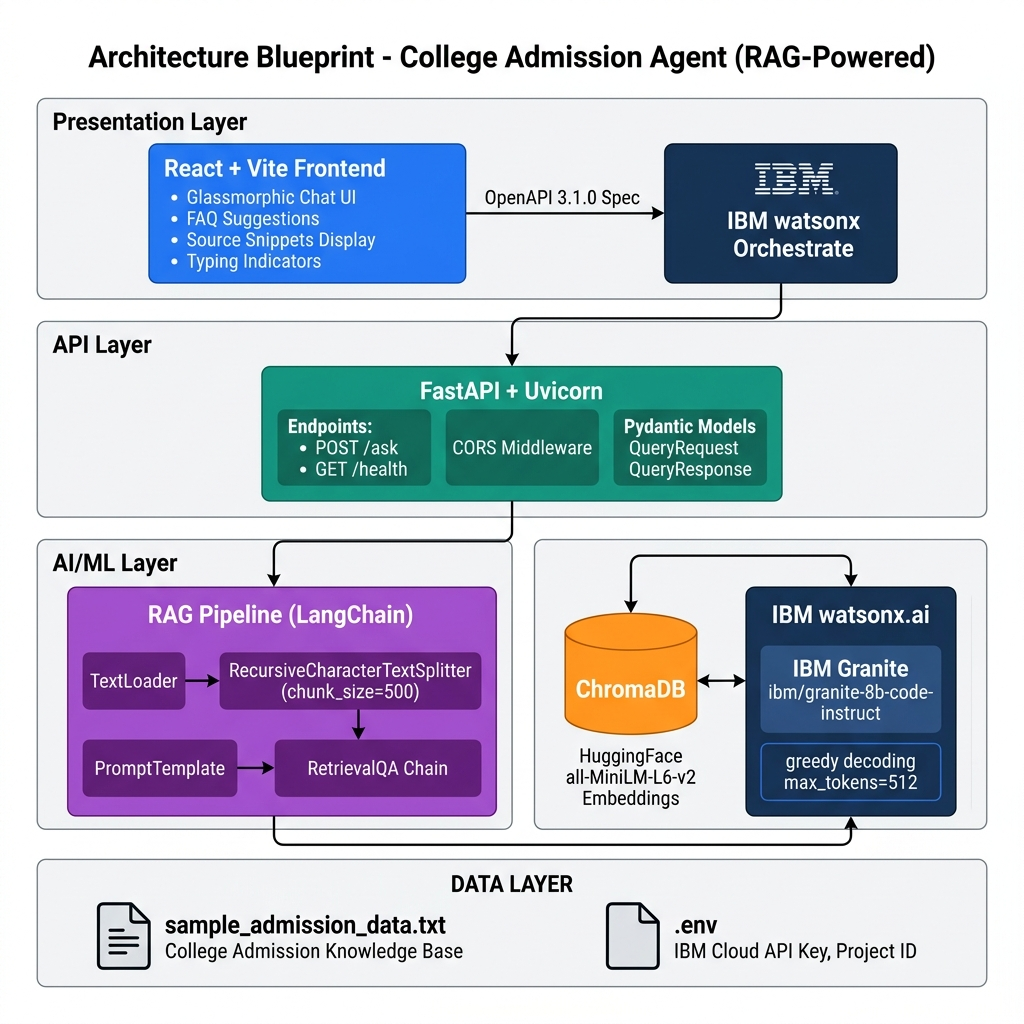 Architecture Blueprint - College Admission Agent (RAG-Powered)
Presentation Layer
React + Vite Frontend
• Glassmorphic Chat UI
• FAQ Suggestions
• Source Snippets Display
• Typing Indicators
OpenAPI 3.1.0 Spec
IBM
IBM watsonx
Orchestrate
API Layer
FastAPI + Uvicorn
Endpoints:
• POST /ask
• GET /health
CORS Middleware
Pydantic Models
QueryRequest
QueryResponse
AI/ML Layer
RAG Pipeline (LangChain)
TextLoader
RecursiveCharacterTextSplitter
(chunk_size=500)
PromptTemplate
RetrievalQA Chain
ChromaDB
HuggingFace
all-MiniLM-L6-v2
Embeddings
IBM watsonx.ai
IBM Granite
ibm/granite-8b-code-
instruct
greedy decoding
max_tokens=512
DATA LAYER
sample_admission_data.txt
College Admission Knowledge Base
.env
IBM Cloud API Key, Project ID